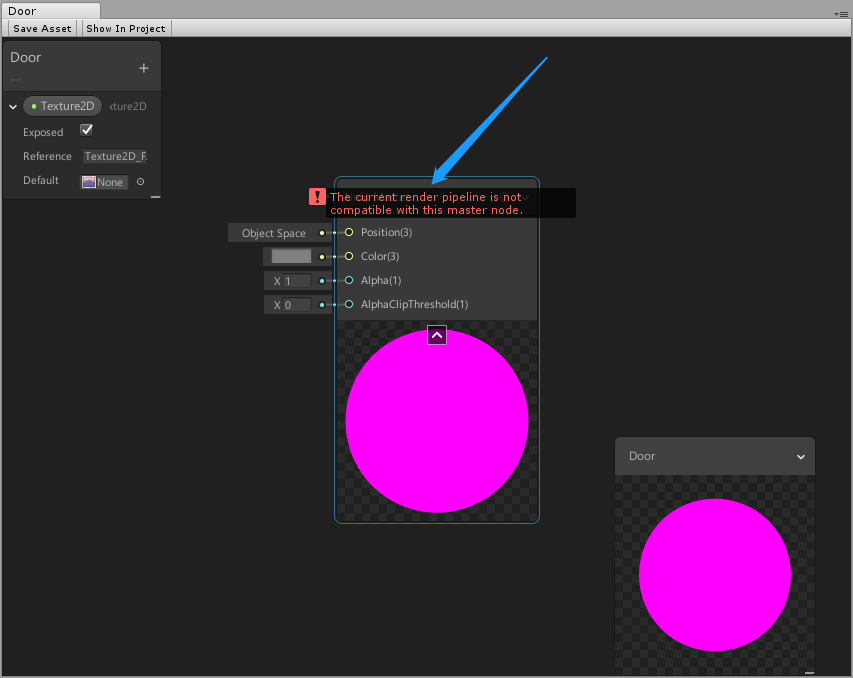 Door
Save Asset
Show In Project
Door
Texture2D
Exposed
Reference Texture2D_F
Default None
The current render pipeline is not
compatible with this master node.
Object Space Position(3)
Color(3)
X 1 Alpha(1)
X 0 AlphaClipThreshold(1)
Door